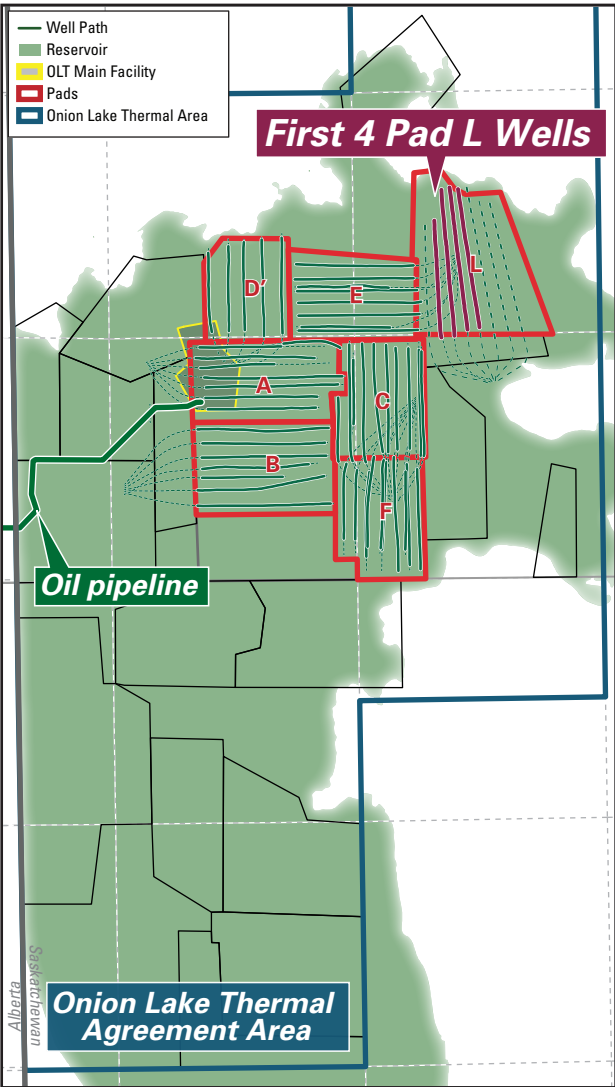 Well Path
Reservoir
OLT Main Facility
Pads
Onion Lake Thermal Area
First 4 Pad L Wells
L
D'
E
A
C
B
F
Oil pipeline
Alberta
Saskatchewan
Onion Lake Thermal
Agreement Area